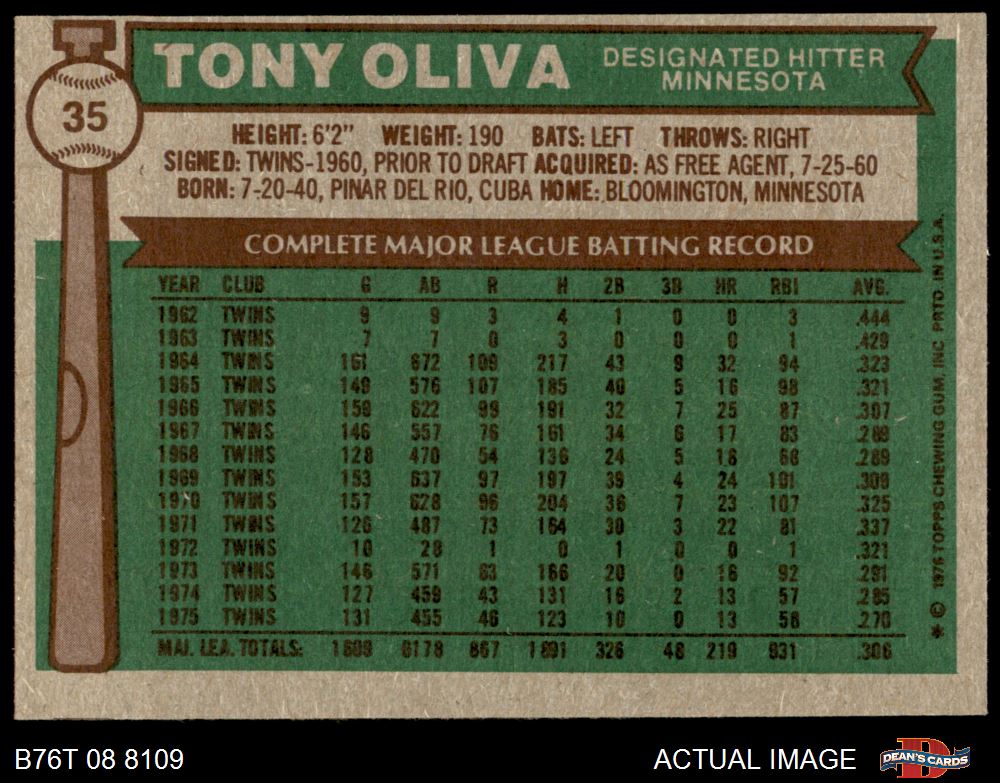 TONY OLIVA
DESIGNATED HITTER
MINNESOTA
35
HEIGHT: 6'2" WEIGHT: 190 BATS: LEFT THROWS: RIGHT
SIGNED: TWINS-1960, PRIOR TO DRAFT ACQUIRED: AS FREE AGENT, 7-25-60
BORN: 7-20-40, PINAR DEL RIO, CUBA HOME: BLOOMINGTON, MINNESOTA
COMPLETE MAJOR LEAGUE BATTING RECORD
YEAR CLUB G AB R H 2B 3B HR RBI AVG.
1962 TWINS 9 9 3 4 1 0 0 3 .444
1963 TWINS 7 7 0 3 0 0 0 1 .429
1964 TWINS 161 672 109 217 43 9 32 94 .323
1965 TWINS 149 576 107 185 40 5 16 98 .321
1966 TWINS 159 622 99 191 32 7 25 87 .307
1967 TWINS 146 557 76 161 34 6 17 83 .289
1968 TWINS 128 470 54 136 24 5 18 68 .289
1969 TWINS 153 637 97 197 39 4 24 101 .309
1970 TWINS 157 628 96 204 36 7 23 107 .325
1971 TWINS 126 487 73 164 30 3 22 81 .337
1972 TWINS 10 28 1 9 1 0 0 1 .321
1973 TWINS 146 571 63 166 20 0 16 92 .291
1974 TWINS 127 459 43 131 16 2 13 57 .285
1975 TWINS 131 455 46 123 10 0 13 58 .270
MAJ. LEA. TOTALS: 1609 6178 867 1891 326 48 219 931 .306
* © 1976 TOPPS CHEWING GUM, INC PRTD. IN U.S.A.
B76T 08 8109
ACTUAL IMAGE
DEAN'S CARDS